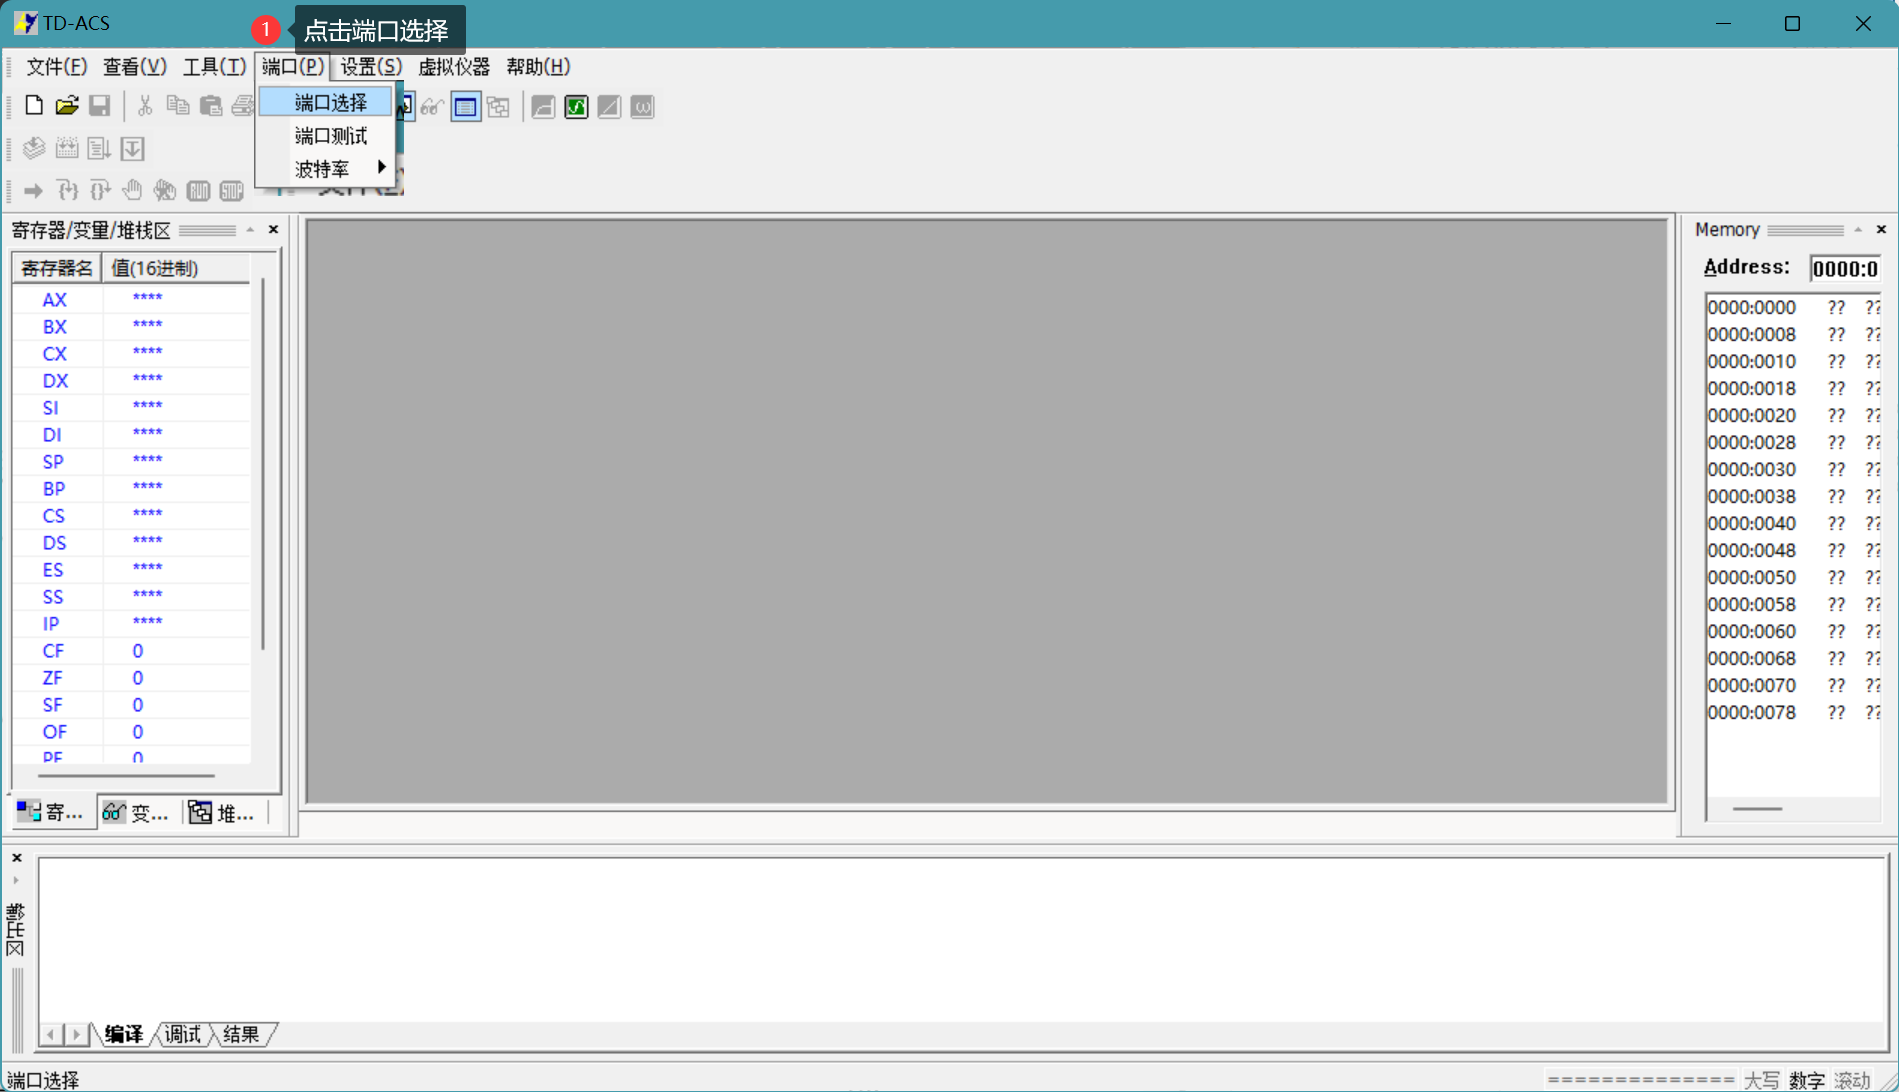 TD-ACS
1 点击端口选择
文件(F) 查看(V) 工具(T) 端口(P) 设置(S) 虚拟仪器 帮助(H)
端口选择
端口测试
波特率
RUN STOP
寄存器/变量/堆栈区
寄存器名 值(16进制)
AX ****
BX ****
CX ****
DX ****
SI ****
DI ****
SP ****
BP ****
CS ****
DS ****
ES ****
SS ****
IP ****
CF 0
ZF 0
SF 0
OF 0
PF 0
寄... 变... 堆...
Memory
Address: 0000:0
0000:0000 ?? ??
0000:0008 ?? ??
0000:0010 ?? ??
0000:0018 ?? ??
0000:0020 ?? ??
0000:0028 ?? ??
0000:0030 ?? ??
0000:0038 ?? ??
0000:0040 ?? ??
0000:0048 ?? ??
0000:0050 ?? ??
0000:0058 ?? ??
0000:0060 ?? ??
0000:0068 ?? ??
0000:0070 ?? ??
0000:0078 ?? ??
输出区
编译 调试 结果
端口选择
============== 大写 数字 滚动